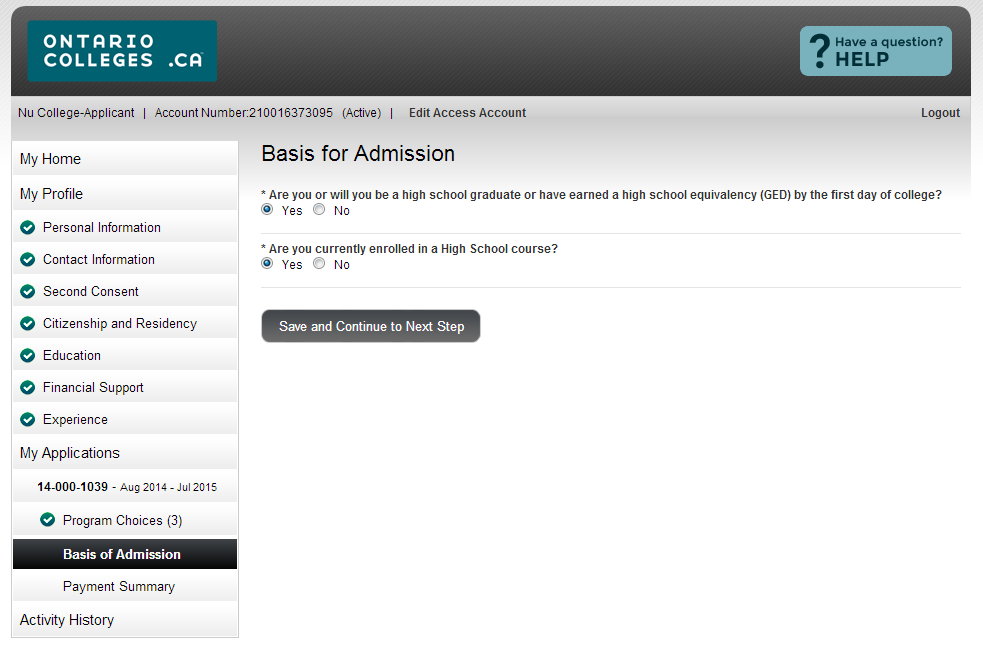 ONTARIO
COLLEGES .CA
? Have a question?
HELP
Nu College-Applicant | Account Number:210016373095 (Active) | Edit Access Account
Logout
My Home
My Profile
Personal Information
Contact Information
Second Consent
Citizenship and Residency
Education
Financial Support
Experience
My Applications
14-000-1039 - Aug 2014 - Jul 2015
Program Choices (3)
Basis of Admission
Payment Summary
Activity History
Basis for Admission
* Are you or will you be a high school graduate or have earned a high school equivalency (GED) by the first day of college?
Yes No
* Are you currently enrolled in a High School course?
Yes No
Save and Continue to Next Step